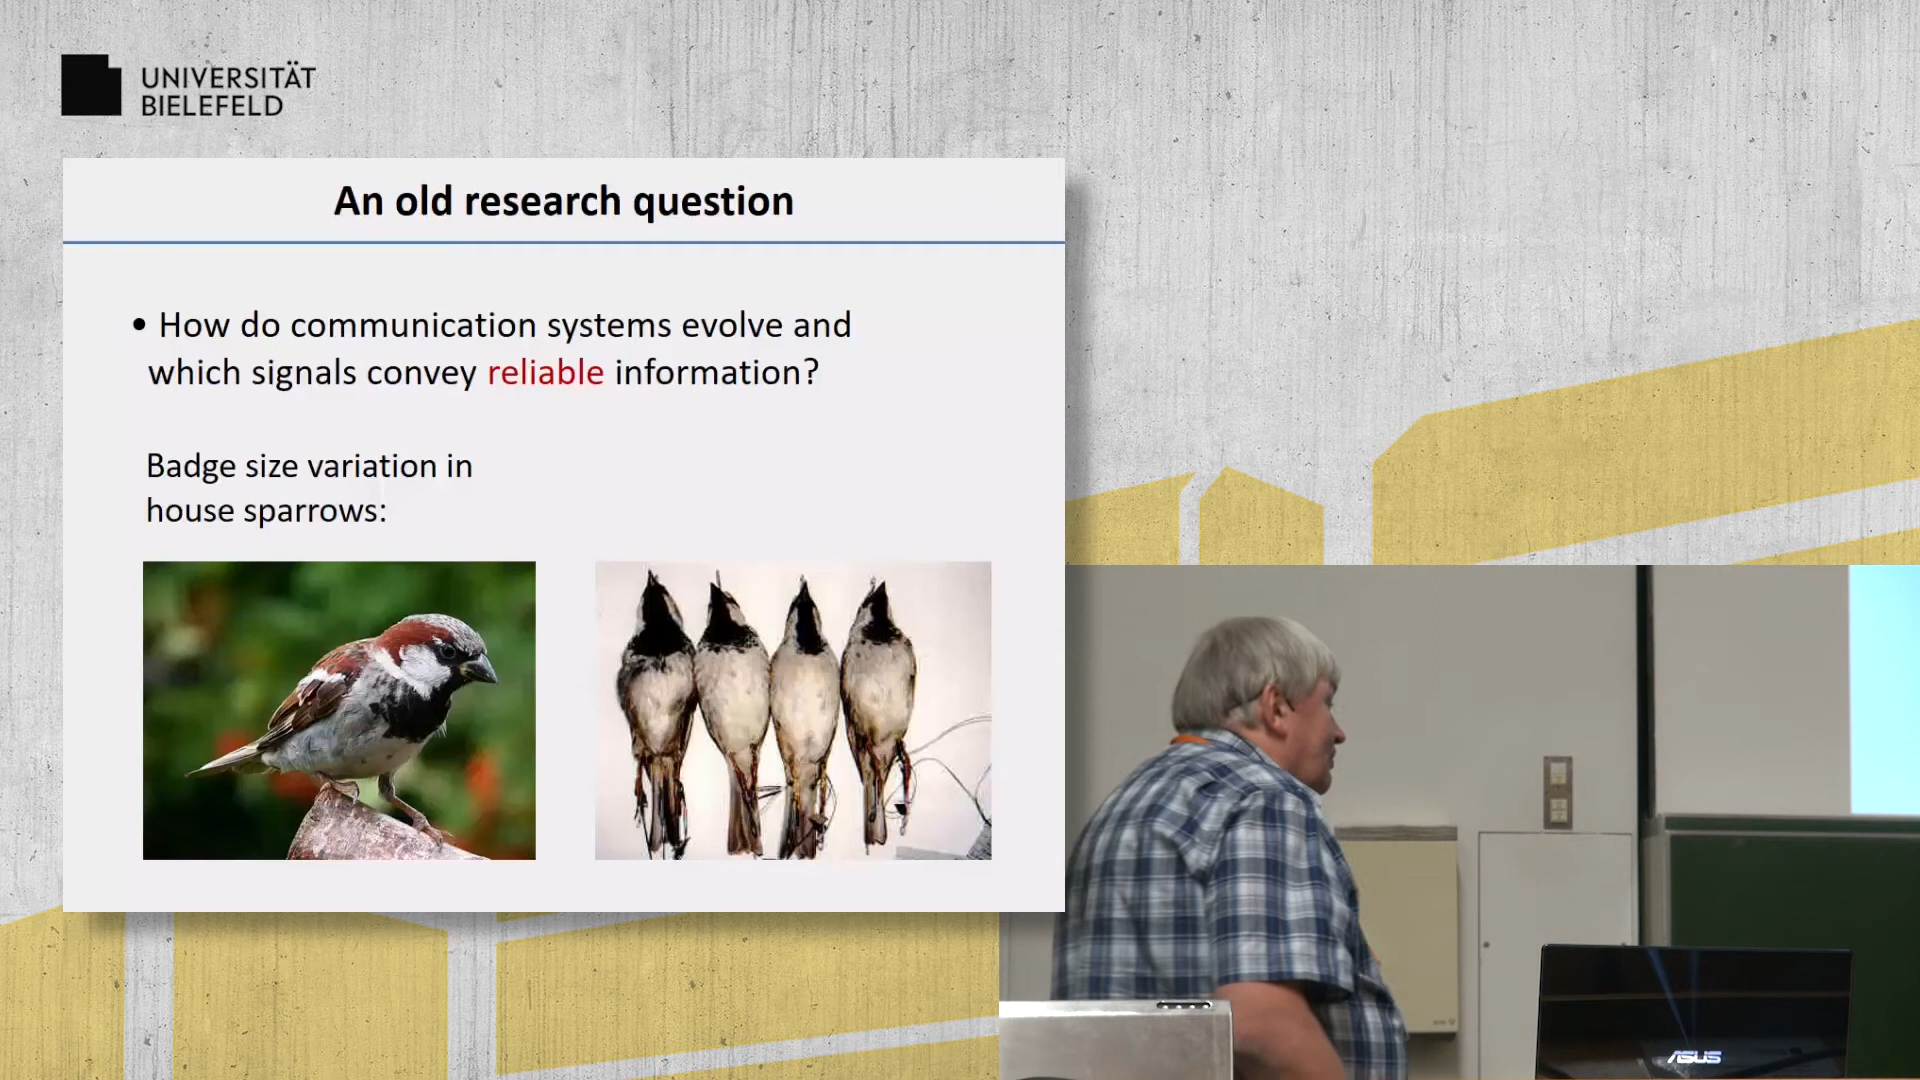 UNIVERSITÄT
BIELEFELD
An old research question
• How do communication systems evolve and
which signals convey reliable information?
Badge size variation in
house sparrows:
ASUS